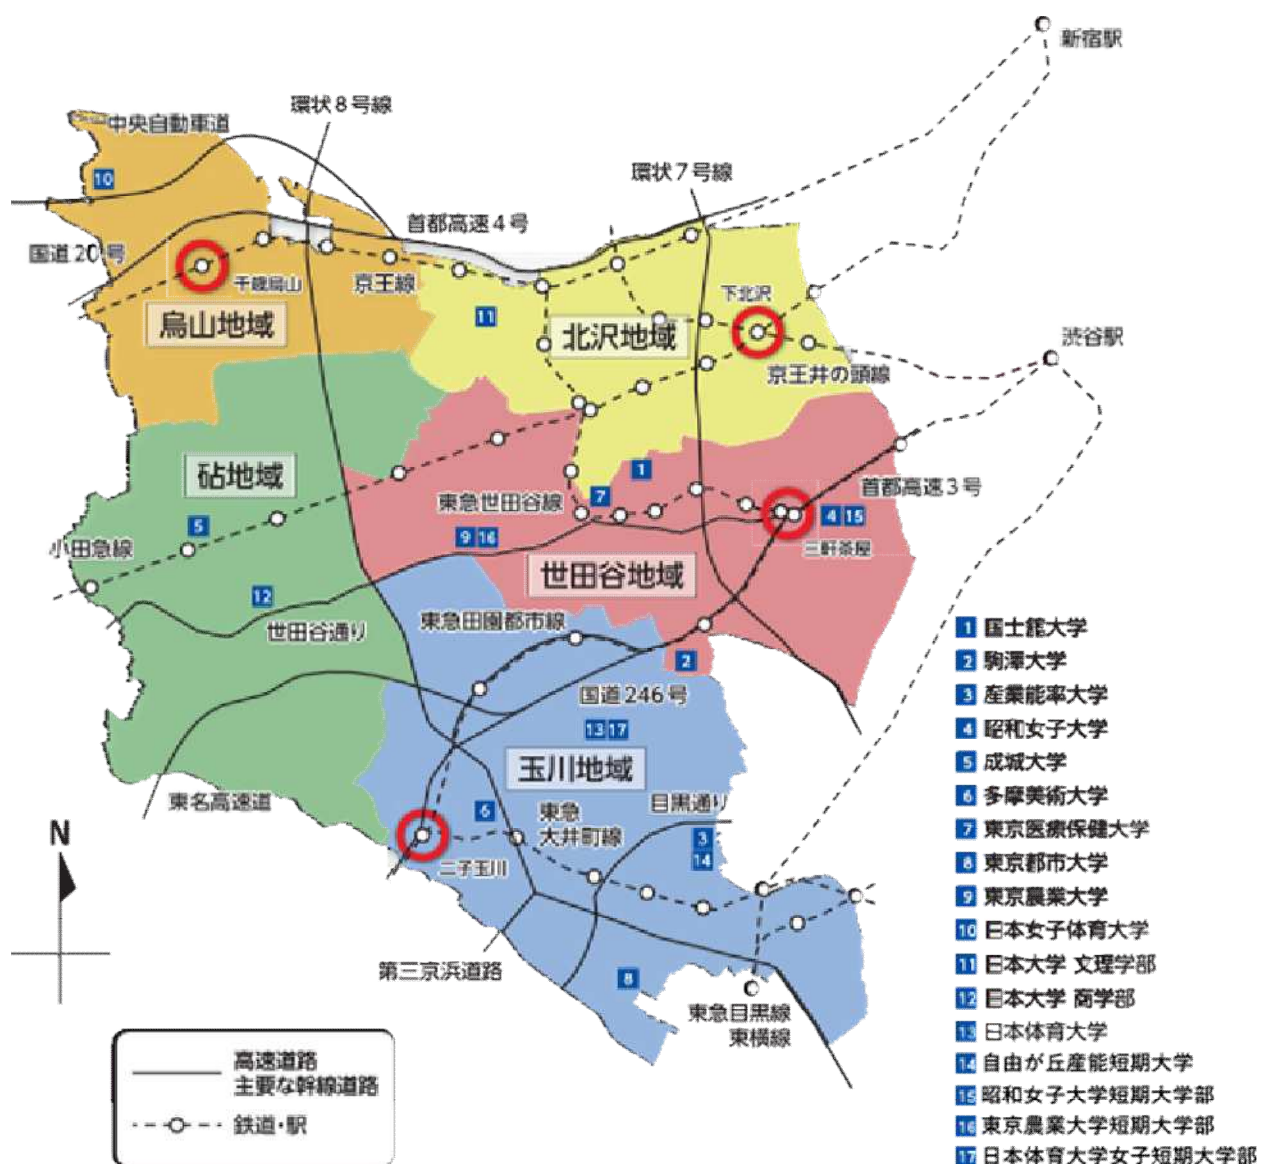 新宿駅
環状8号線
中央自動車道
10
環状7号線
首都高速4号
国道20号
千歳烏山
京王線
下北沢
烏山地域
11
北沢地域
渋谷駅
京王井の頭線
砧地域
1
東急世田谷線
7
首都高速3号
5
9 16
4 15
小田急線
三軒茶屋
世田谷地域
12
世田谷通り
東急田園都市線
2
国道246号
13 17
玉川地域
東名高速道
6
東急
大井町線
目黒通り
3
14
N
二子玉川
第三京浜道路
8
東急目黒線
東横線
高速道路
主要な幹線道路
鉄道・駅
1 国士舘大学
2 駒澤大学
3 産業能率大学
4 昭和女子大学
5 成城大学
6 多摩美術大学
7 東京医療保健大学
8 東京都市大学
9 東京農業大学
10 日本女子体育大学
11 日本大学 文理学部
12 日本大学 商学部
13 日本体育大学
14 自由が丘産能短期大学
15 昭和女子大学短期大学部
16 東京農業大学短期大学部
17 日本体育大学女子短期大学部